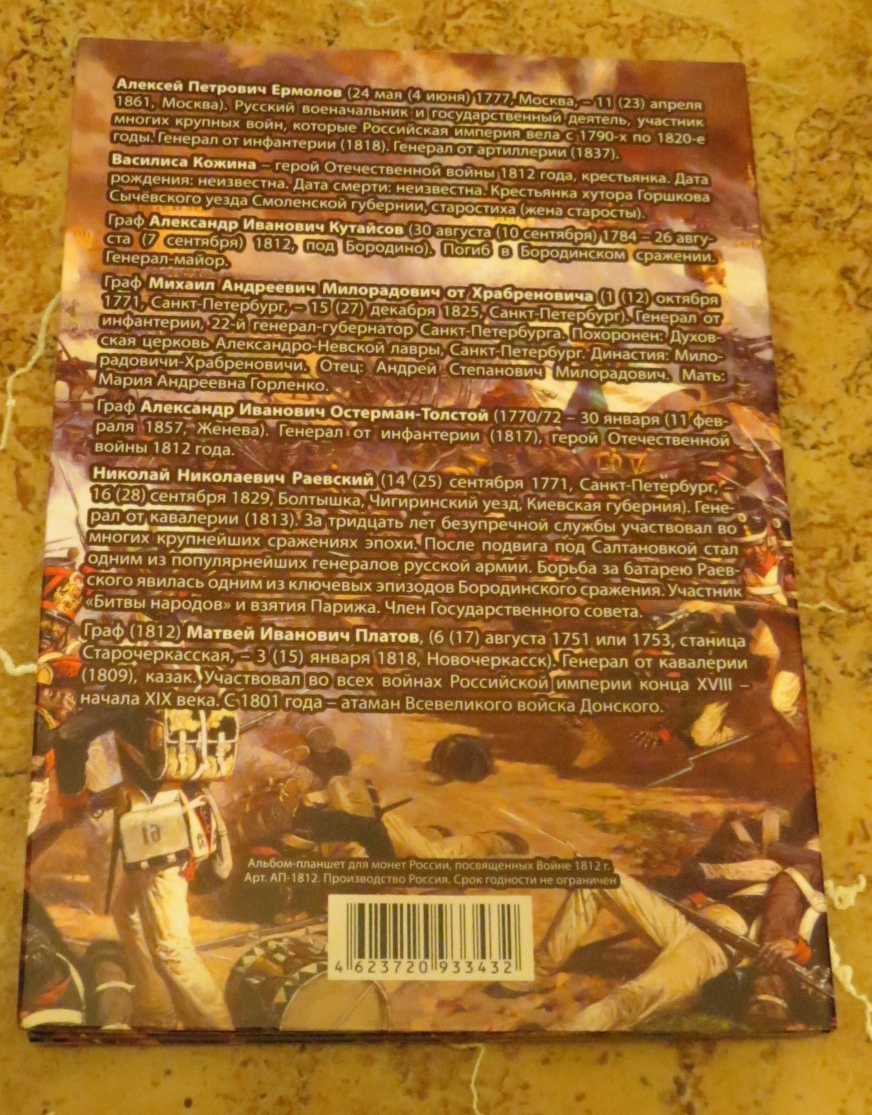 Алексей Петрович Ермолов (24 мая (4 июня) 1777, Москва, – 11 (23) апреля
1861, Москва). Русский военачальник и государственный деятель, участник
многих крупных войн, которые Российская империя вела с 1790-х по 1820-е
годы. Генерал от инфантерии (1818). Генерал от артиллерии (1837).
Василиса Кожина – герой Отечественной войны 1812 года, крестьянка. Дата
рождения: неизвестна. Дата смерти: неизвестна. Крестьянка хутора Горшкова
Сычёвского уезда Смоленской губернии, старостиха (жена старосты).
Граф Александр Иванович Кутайсов (30 августа (10 сентября) 1784 – 26 авгу-
ста (7 сентября) 1812, под Бородино). Погиб в Бородинском сражении.
Генерал-майор.
Граф Михаил Андреевич Милорадович от Храбреновича (1 (12) октября
1771, Санкт-Петербург, – 15 (27) декабря 1825, Санкт-Петербург). Генерал от
инфантерии, 22-й генерал-губернатор Санкт-Петербурга. Похоронен: Духов-
ская церковь Александро-Невской лавры, Санкт-Петербург. Династия: Мило-
радовичи-Храбреновичи. Отец: Андрей Степанович Милорадович. Мать:
Мария Андреевна Горленко.
Граф Александр Иванович Остерман-Толстой (1770/72 – 30 января (11 фев-
раля 1857, Женева). Генерал от инфантерии (1817), герой Отечественной
войны 1812 года.
Николай Николаевич Раевский (14 (25) сентября 1771, Санкт-Петербург, –
16 (28) сентября 1829, Болтышка, Чигиринский уезд, Киевская губерния). Гене-
рал от кавалерии (1813). За тридцать лет безупречной службы участвовал во
многих крупнейших сражениях эпохи. После подвига под Салтановкой стал
одним из популярнейших генералов русской армии. Борьба за батарею Раев-
ского явилась одним из ключевых эпизодов Бородинского сражения. Участник
«Битвы народов» и взятия Парижа. Член Государственного совета.
Граф (1812) Матвей Иванович Платов, (6 (17) августа 1751 или 1753, станица
Старочеркасская, – 3 (15) января 1818, Новочеркасск). Генерал от кавалерии
(1809), казак. Участвовал во всех войнах Российской империи конца XVIII –
начала XIX века. С 1801 года – атаман Всевеликого войска Донского.
Альбом-планшет для монет России, посвященных Войне 1812 г.
Арт. АП-1812. Производство Россия. Срок годности не ограничен
4 623720 933432